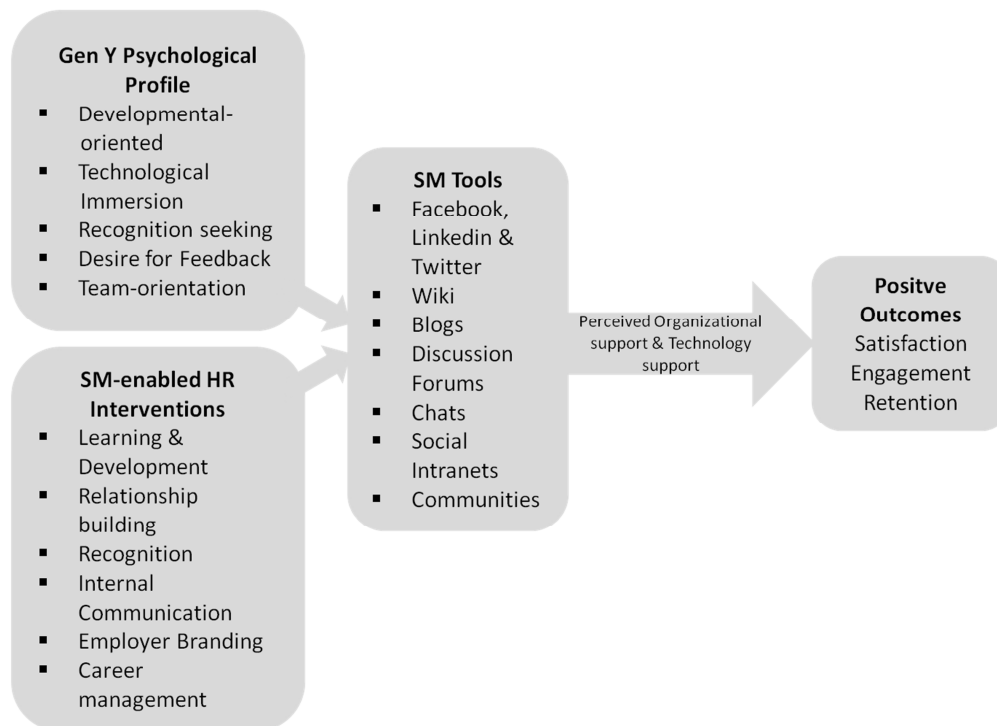 Gen Y Psychological
Profile
▪ Developmental-
oriented
▪ Technological
Immersion
▪ Recognition seeking
▪ Desire for Feedback
▪ Team-orientation
SM-enabled HR
Interventions
▪ Learning &
Development
▪ Relationship
building
▪ Recognition
▪ Internal
Communication
▪ Employer Branding
▪ Career
management
SM Tools
▪ Facebook,
Linkedin &
Twitter
▪ Wiki
▪ Blogs
▪ Discussion
Forums
▪ Chats
▪ Social
Intranets
▪ Communities
Perceived Organizational
support & Technology
support
Positve
Outcomes
Satisfaction
Engagement
Retention